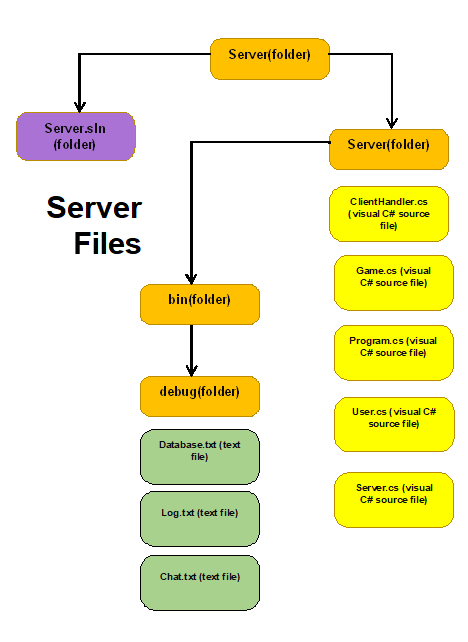 Server(folder)
Server.sln
(folder)
Server(folder)
Server
Files
ClientHandler.cs
( visual C# source
file)
Game.cs (visual
C# source file)
bin(folder)
Program.cs (visual
C# source file)
debug(folder)
User.cs ( visual C#
source file)
Database.txt (text
file)
Server.cs (visual
C# source file)
Log.txt (text file)
Chat.txt (text file)